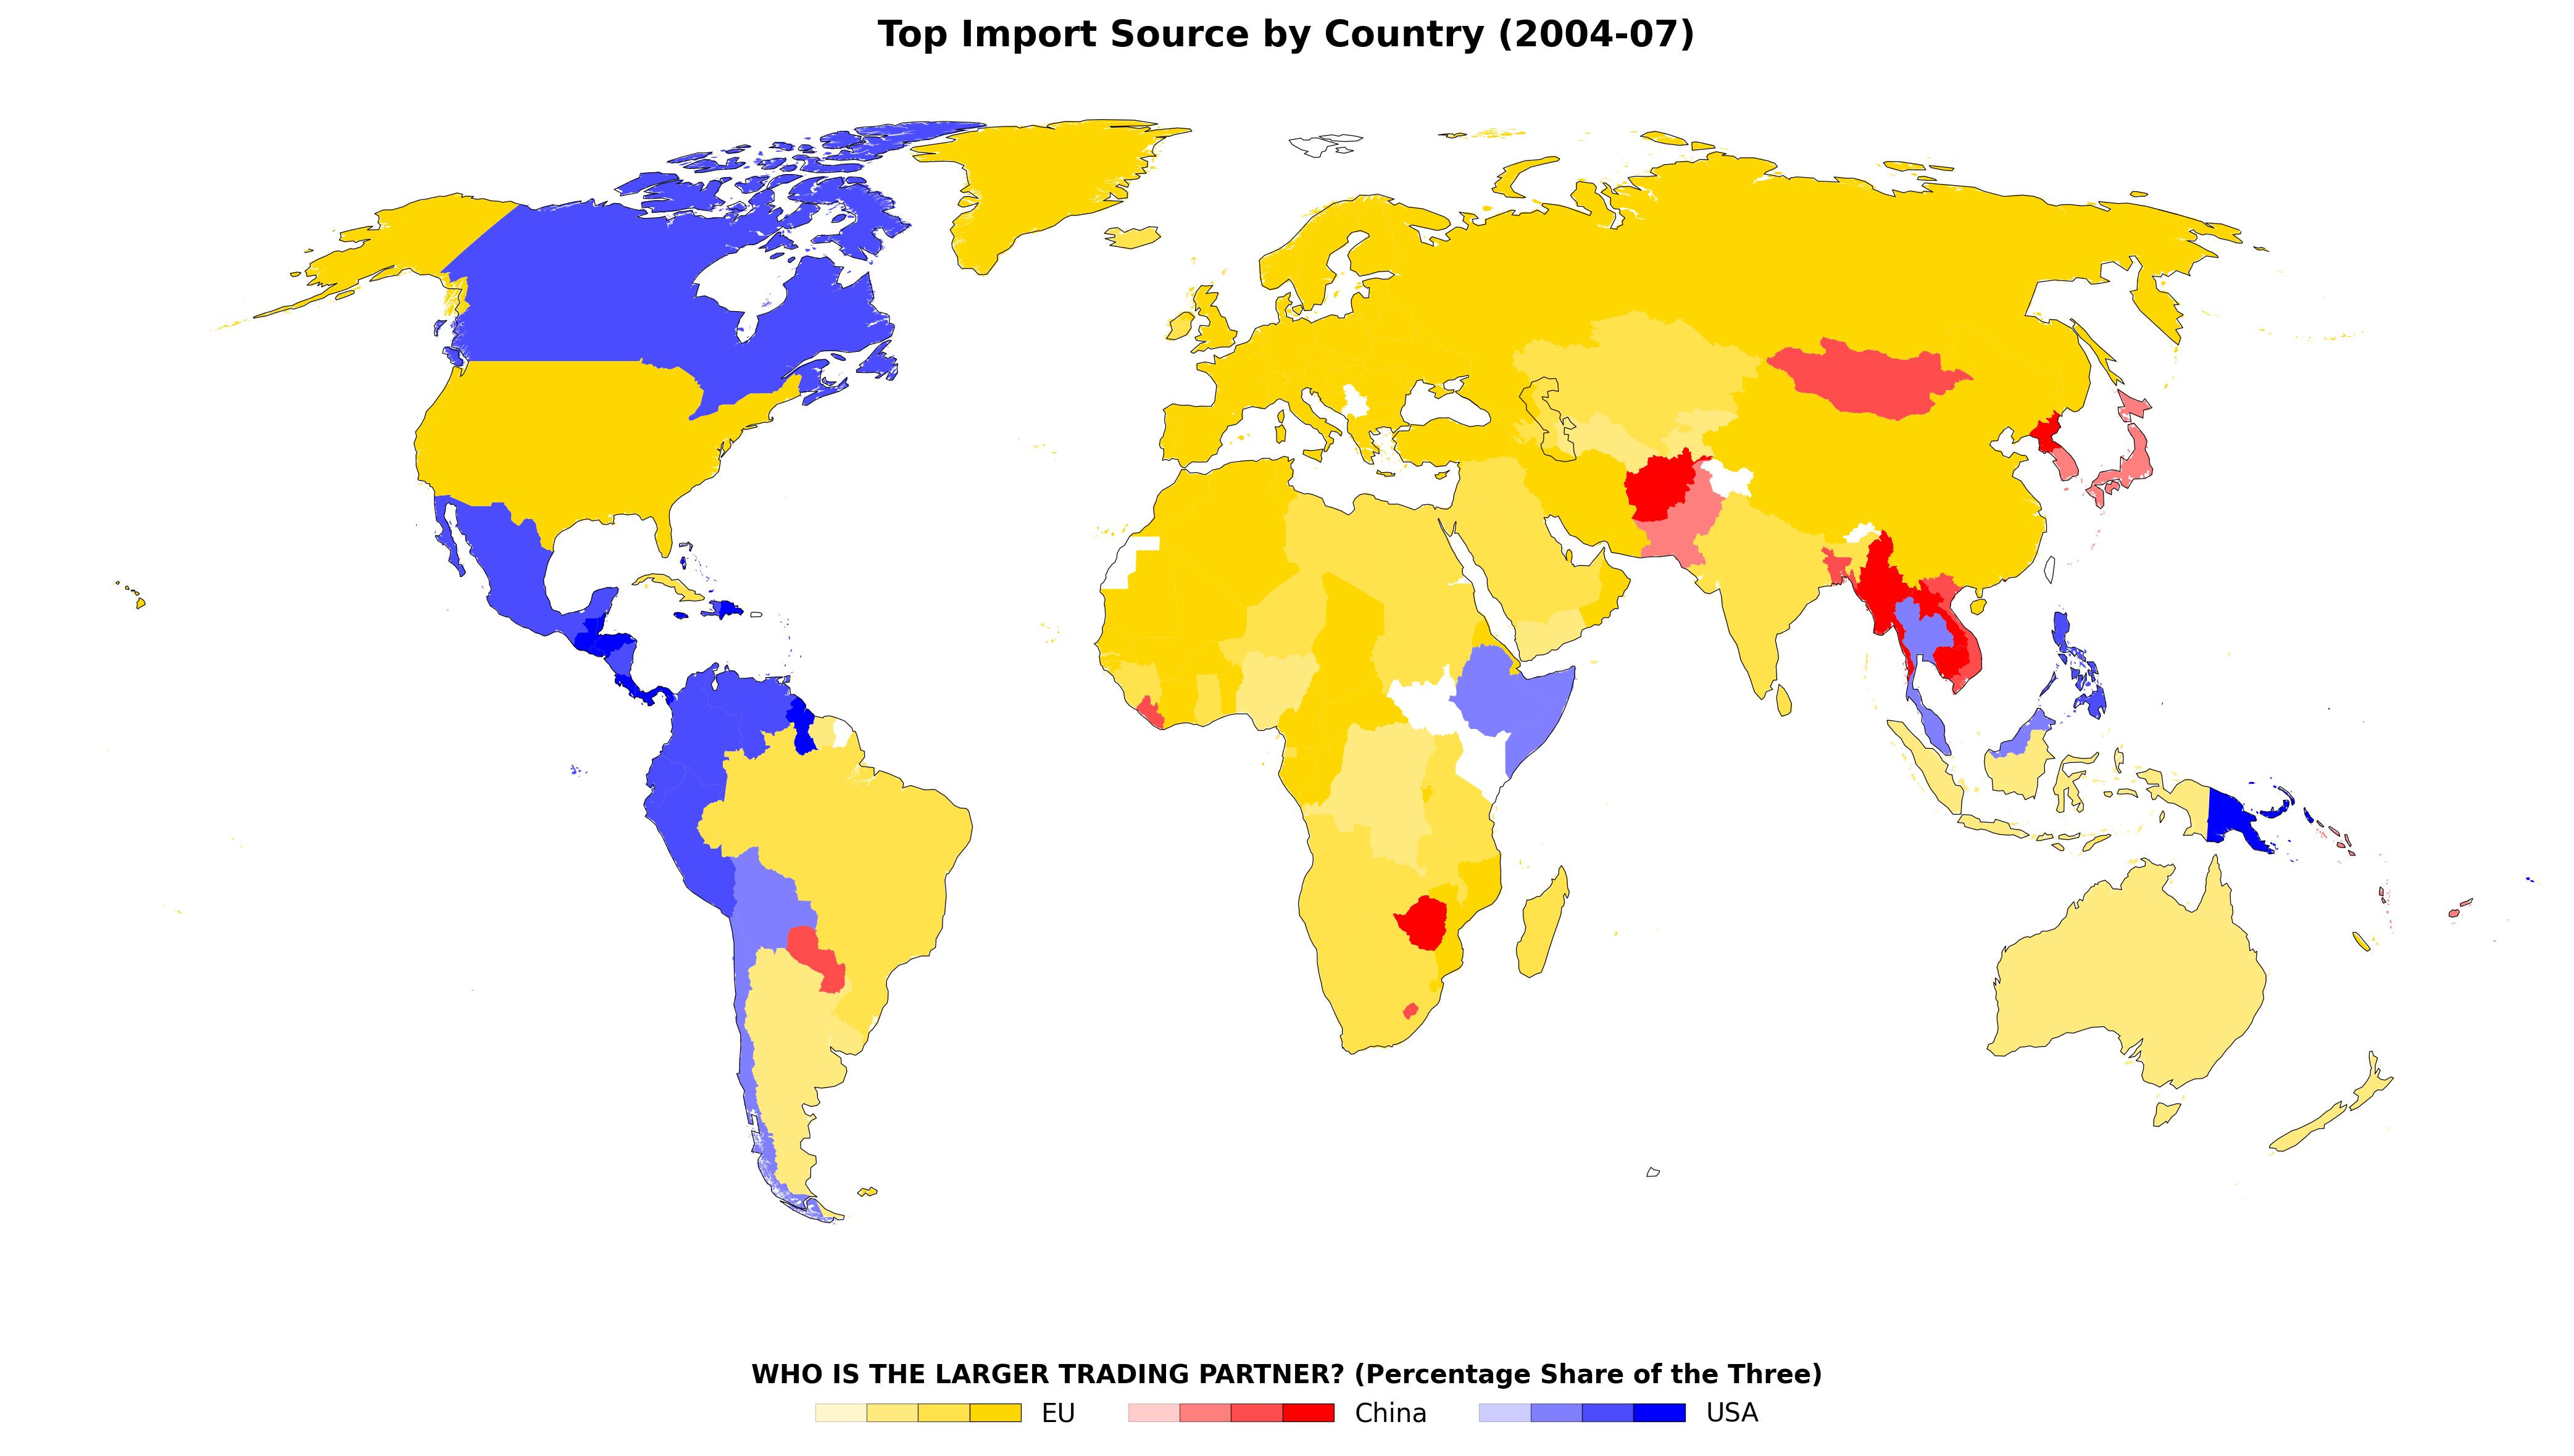 Top Import Source by Country (2004-07)
WHO IS THE LARGER TRADING PARTNER? (Percentage Share of the Three)
EU China USA